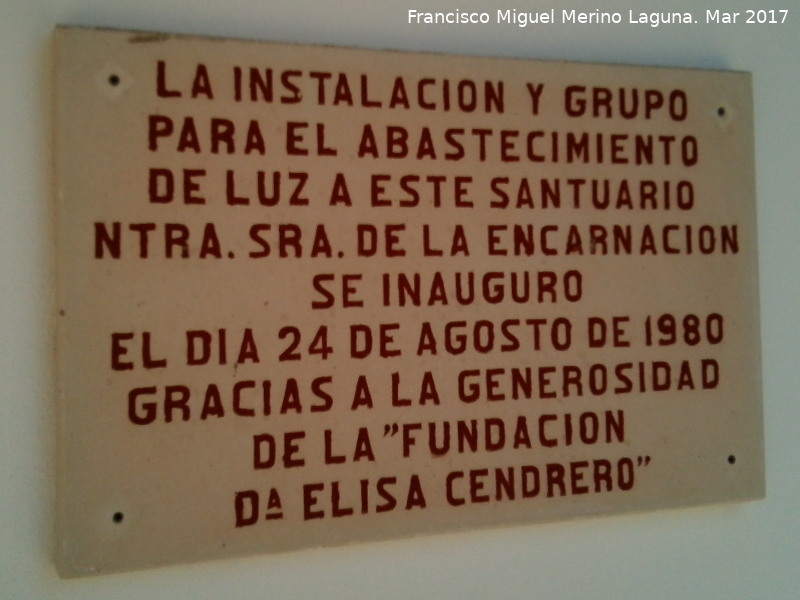 Francisco Miguel Merino Laguna. Mar 2017
LA INSTALACION Y GRUPO
PARA EL ABASTECIMIENTO
DE LUZ A ESTE SANTUARIO
NTRA. SRA. DE LA ENCARNACION
SE INAUGURO
EL DIA 24 DE AGOSTO DE 1980
GRACIAS A LA GENEROSIDAD
DE LA "FUNDACION
Dª ELISA CENDRERO"